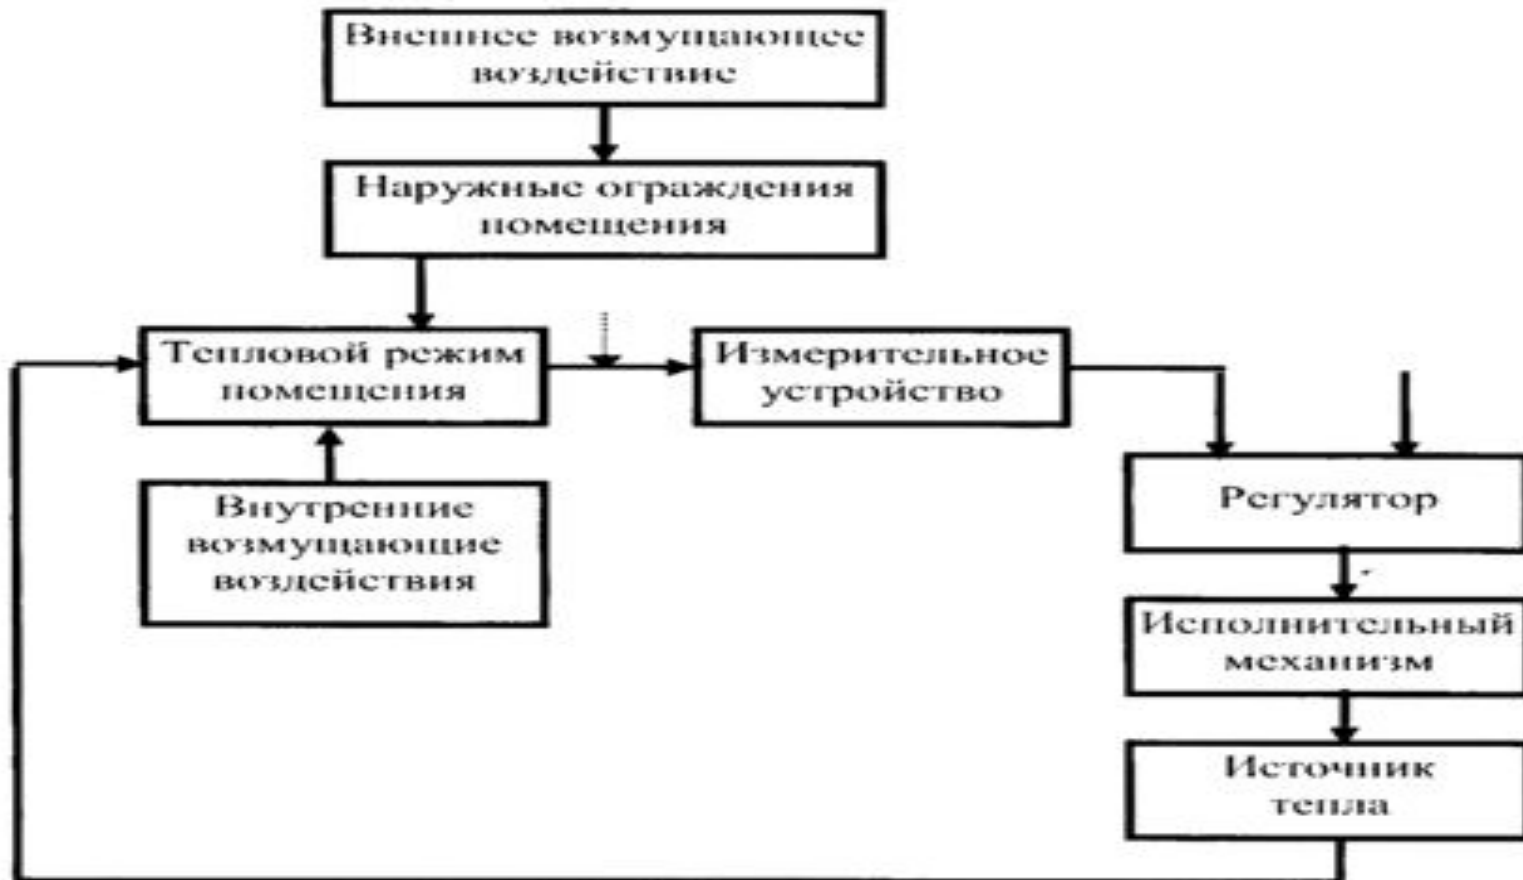 Внешнее возмущающее
воздействие
Наружные ограждения
помещения
Тепловой режим
помещения
Измерительное
устройство
Внутренние
возмущающие
воздействия
Регулятор
Исполнительный
механизм
Источник
тепла